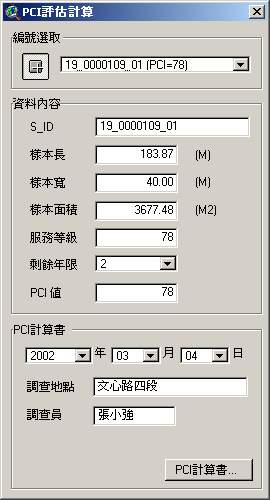 PCI評估計算
編號選取
19_0000109_01 (PCI=78)
資料內容
S_ID 19_0000109_01
樣本長 183.87 (M)
樣本寬 40.00 (M)
樣本面積 3677.48 (M2)
服務等級 78
剩餘年限 2
PCI 值 78
PCI計算書
2002 年 03 月 04 日
調查地點 文心路四段
調查員 張小強
PCI計算書...